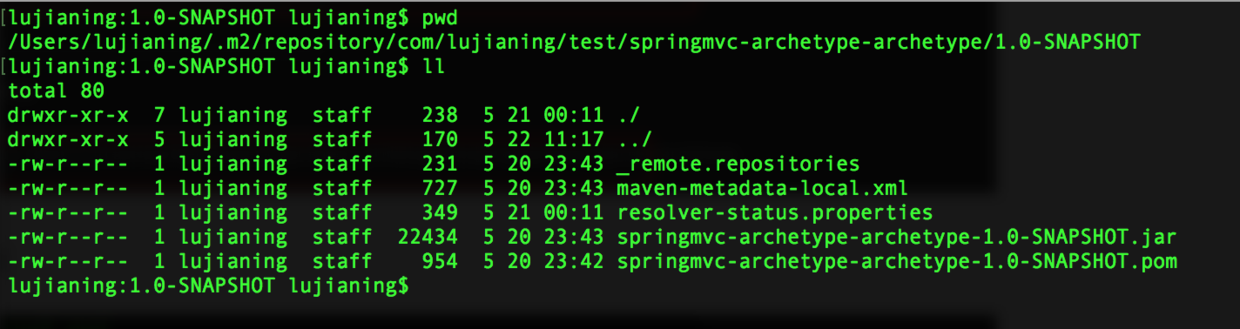 [lujianing:1.0-SNAPSHOT lujianing$ pwd
/Users/lujianing/.m2/repository/com/lujianing/test/springmvc-archetype-archetype/1.0-SNAPSHOT
[lujianing:1.0-SNAPSHOT lujianing$ ll
total 80
drwxr-xr-x  7 lujianing  staff    238  5 21 00:11 ./
drwxr-xr-x  5 lujianing  staff    170  5 22 11:17 ../
-rw-r--r--  1 lujianing  staff    231  5 20 23:43 _remote.repositories
-rw-r--r--  1 lujianing  staff    727  5 20 23:43 maven-metadata-local.xml
-rw-r--r--  1 lujianing  staff    349  5 21 00:11 resolver-status.properties
-rw-r--r--  1 lujianing  staff  22434  5 20 23:43 springmvc-archetype-archetype-1.0-SNAPSHOT.jar
-rw-r--r--  1 lujianing  staff    954  5 20 23:42 springmvc-archetype-archetype-1.0-SNAPSHOT.pom
lujianing:1.0-SNAPSHOT lujianing$